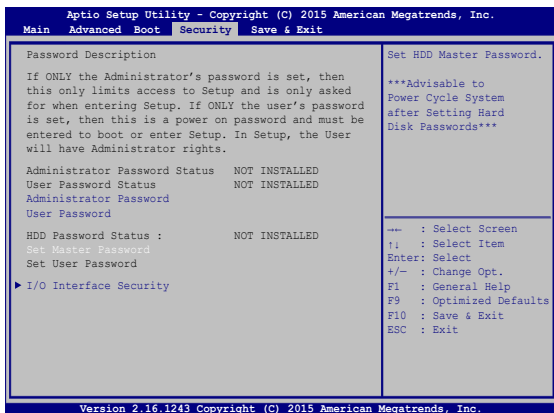 Aptio Setup Utility - Copyright (C) 2015 American Megatrends, Inc.
Main Advanced Boot Security Save & Exit
Password Description
If ONLY the Administrator's password is set, then
this only limits access to Setup and is only asked
for when entering Setup. If ONLY the user's password
is set, then this is a power on password and must be
entered to boot or enter Setup. In Setup, the User
will have Administrator rights.
Administrator Password Status NOT INSTALLED
User Password Status NOT INSTALLED
Administrator Password
User Password
HDD Password Status : NOT INSTALLED
Set Master Password
Set User Password
▶ I/O Interface Security
Set HDD Master Password.
***Advisable to
Power Cycle System
after Setting Hard
Disk Passwords***
→← : Select Screen
↑↓ : Select Item
Enter: Select
+/— : Change Opt.
F1 : General Help
F9 : Optimized Defaults
F10 : Save & Exit
ESC : Exit
Version 2.16.1243 Copyright (C) 2015 American Megatrends, Inc.